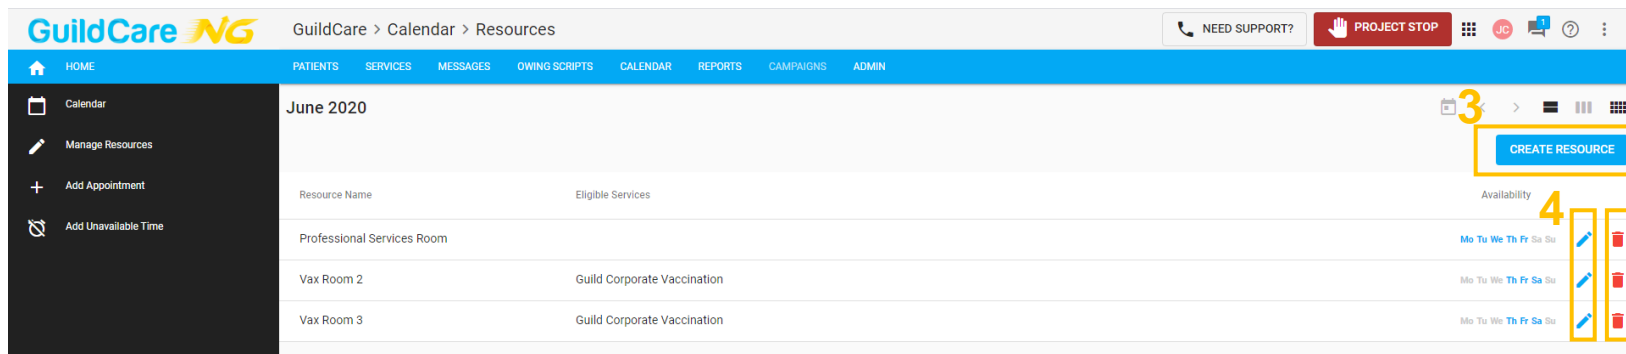 GuildCare NG
GuildCare > Calendar > Resources
NEED SUPPORT?
PROJECT STOP
JC
1
HOME
PATIENTS SERVICES MESSAGES OWING SCRIPTS CALENDAR REPORTS CAMPAIGNS ADMIN
Calendar
Manage Resources
Add Appointment
Add Unavailable Time
June 2020
3
CREATE RESOURCE
Resource Name Eligible Services Availability
4
Professional Services Room Mo Tu We Th Fr Sa Su
Vax Room 2 Guild Corporate Vaccination Mo Tu We Th Fr Sa Su
Vax Room 3 Guild Corporate Vaccination Mo Tu We Th Fr Sa Su